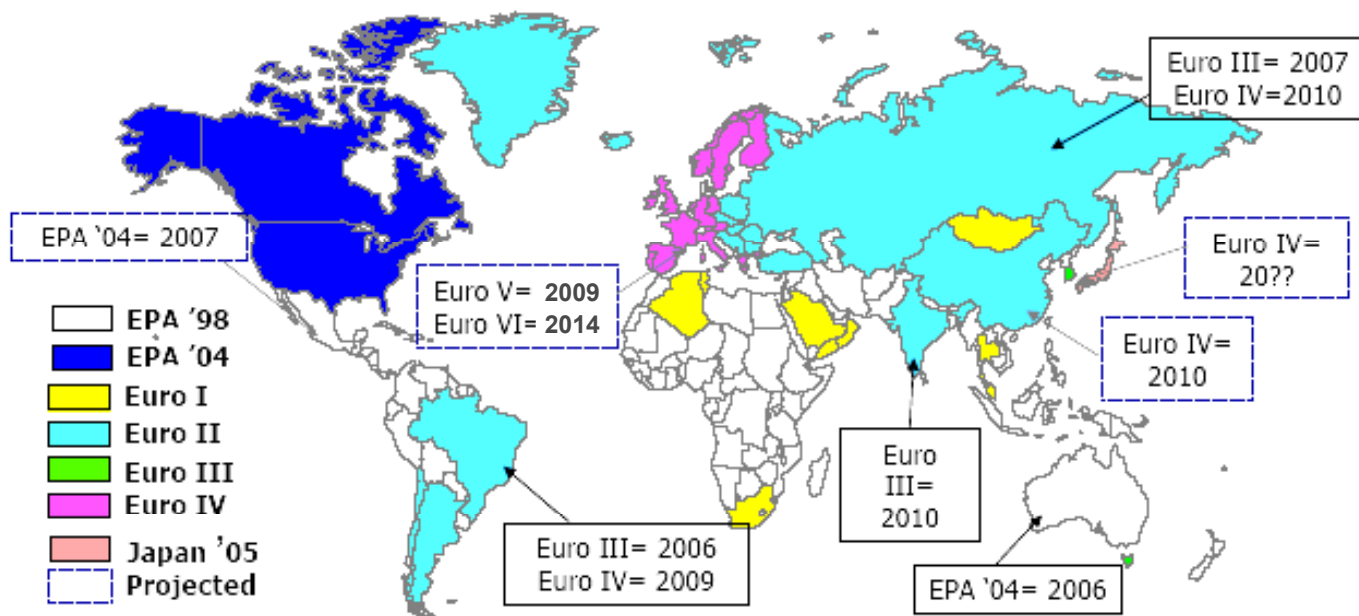 Euro III= 2007
Euro IV=2010
EPA ‘04= 2007
Euro IV=
20??
Euro V= 2009
Euro VI= 2014
EPA ’98
EPA ’04
Euro I
Euro II
Euro III
Euro IV
Japan ’05
Projected
Euro IV=
2010
Euro
III=
2010
Euro III= 2006
Euro IV= 2009
EPA ‘04= 2006